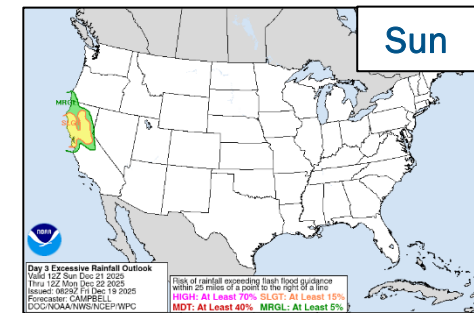 Sun
MRGL
SLGT
NOAA
Day 3 Excessive Rainfall Outlook
Valid 12Z Sun Dec 21 2025
Thru 12Z Mon Dec 22 2025
Issued: 0829Z Fri Dec 19 2025
Forecaster: CAMPBELL
DOC/NOAA/NWS/NCEP/WPC
Risk of rainfall exceeding flash flood guidance
within 25 miles of a point to the right of a line
HIGH: At Least 70% SLGT: At Least 15%
MDT: At Least 40% MRGL: At Least 5%